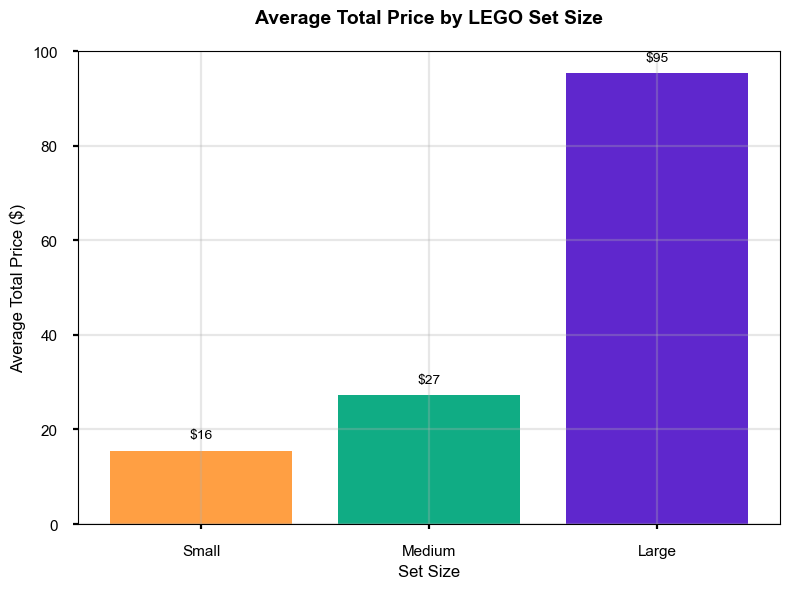 Average Total Price by LEGO Set Size
Average Total Price ($)
100
80
60
40
20
0
$16
$27
$95
Small
Medium
Large
Set Size